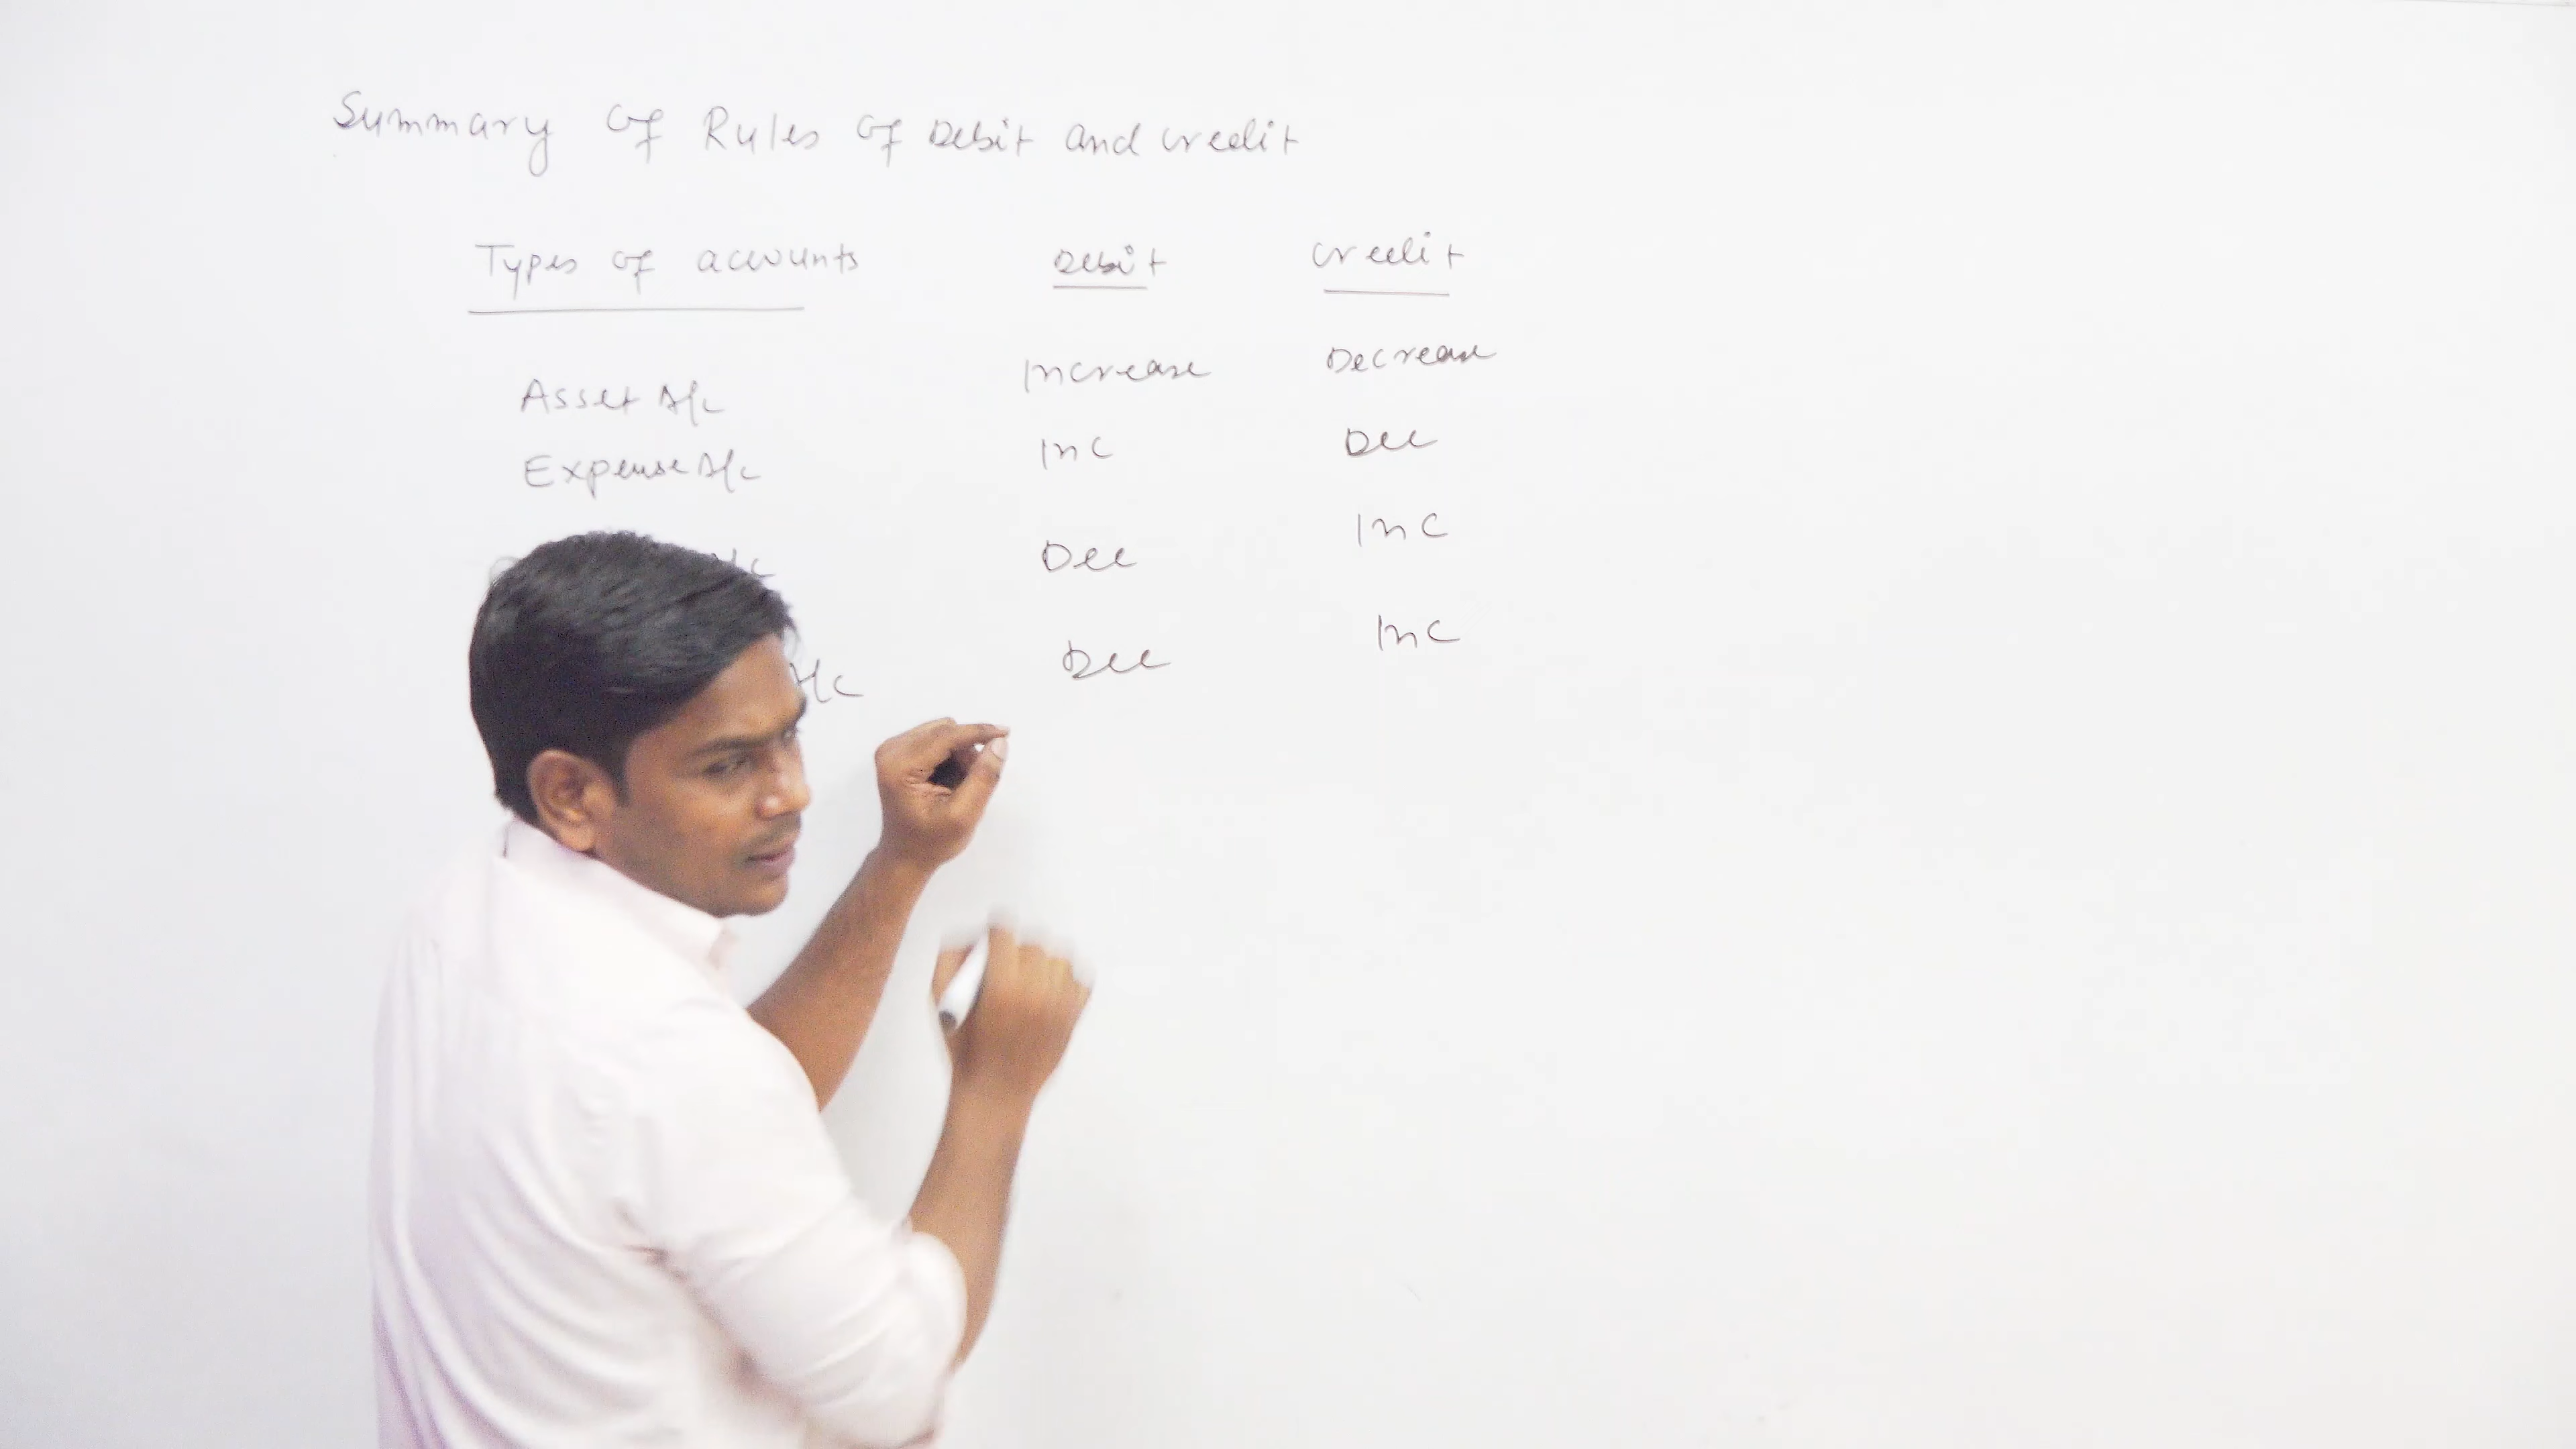 Summary of Rules of Debit and credit
Types of accounts Debit credit
Asset A/c Increase Decrease
Expense A/c Inc Dec
Dec Inc
A/c Dec Inc